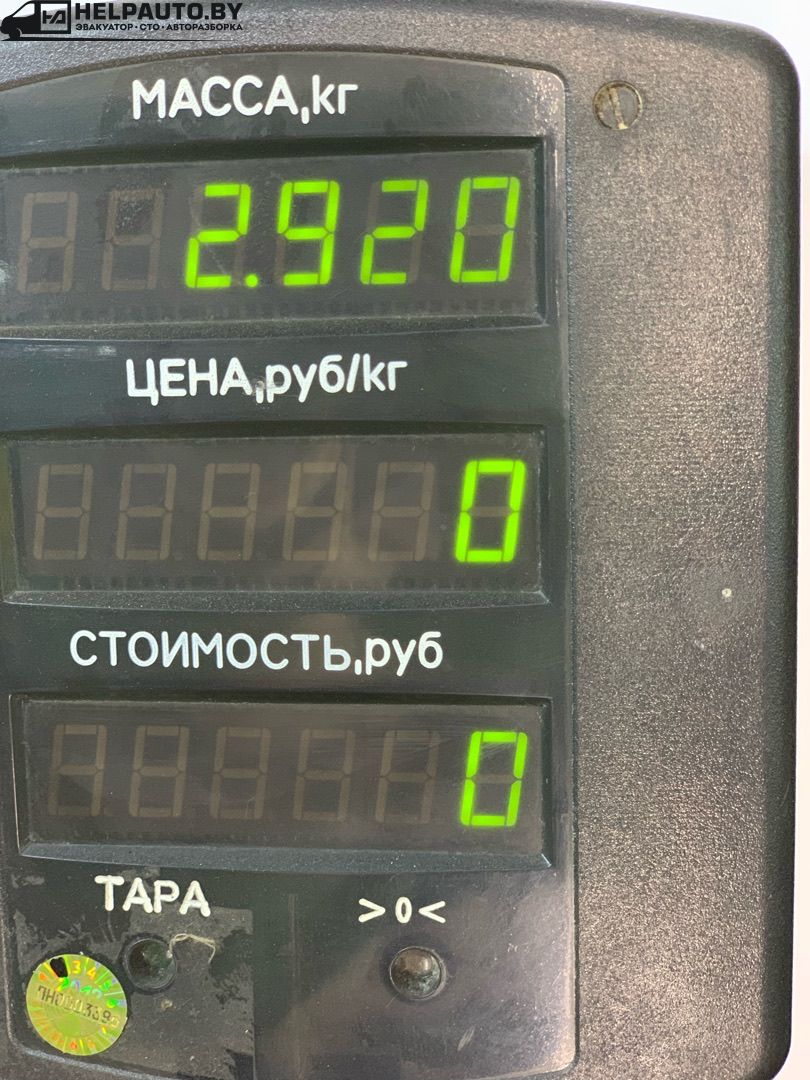 HELPAUTO.BY
ЭВАКУАТОР • СТО • АВТОРАЗБОРКА
МАССА,кг
2.920
ЦЕНА,руб/кг
0
СТОИМОСТЬ,руб
0
ТАРА >0<